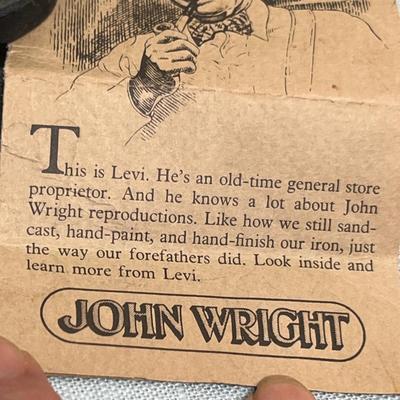 This is Levi. He's an old-time general store
proprietor. And he knows a lot about John
Wright reproductions. Like how we still sand-
cast, hand-paint, and hand-finish our iron, just
the way our forefathers did. Look inside and
learn more from Levi.
JOHN WRIGHT